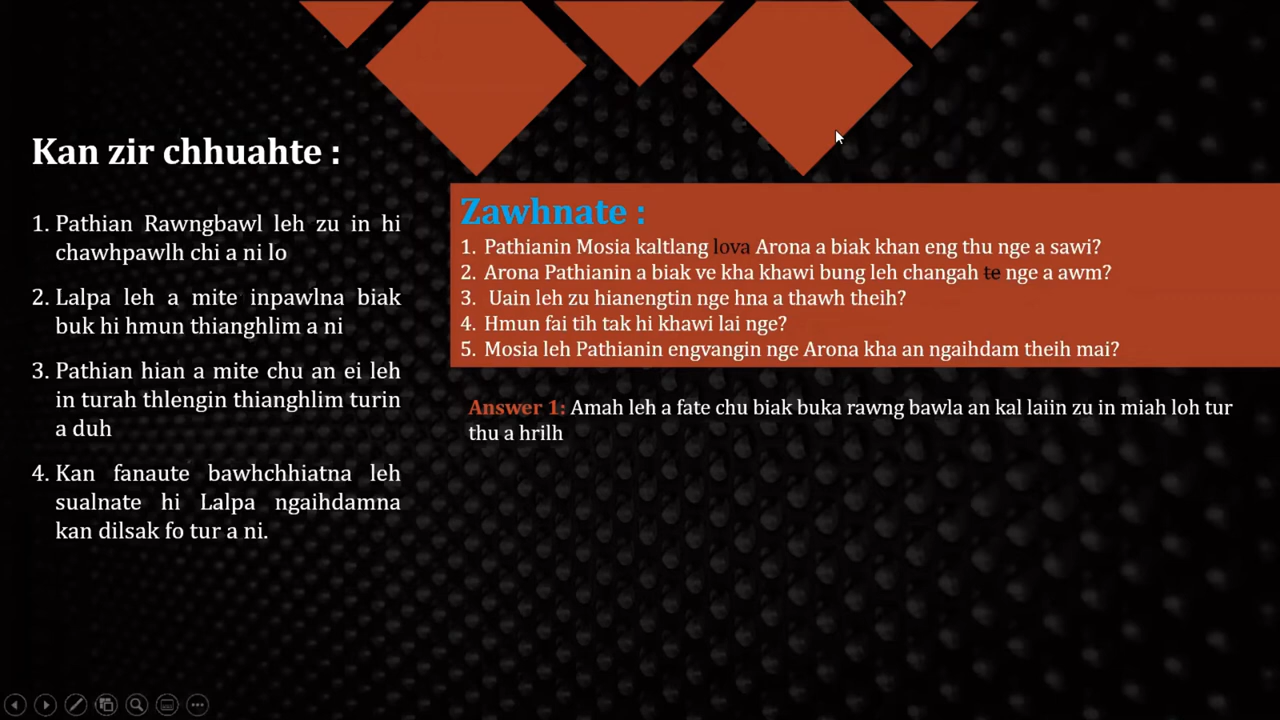 Kan zir chhuahte :
1. Pathian Rawngbawl leh zu in hi
chawhpawlh chi a ni lo
2. Lalpa leh a mite inpawlna biak
buk hi hmun thianghlim a ni
3. Pathian hian a mite chu an ei leh
in turah thlengin thianghlim turin
a duh
4. Kan fanaute bawhchhiatna leh
sualnate hi Lalpa ngaihdamna
kan dilsak fo tur a ni.
Zawhnate :
1. Pathianin Mosia kaltlang lova Arona a biak khan eng thu nge a sawi?
2. Arona Pathianin a biak ve kha khawi bung leh changah te nge a awm?
3. Uain leh zu hianengtin nge hna a thawh theih?
4. Hmun fai tih tak hi khawi lai nge?
5. Mosia leh Pathianin engvangin nge Arona kha an ngaihdam theih mai?
Answer 1: Amah leh a fate chu biak buka rawng bawla an kal laiin zu in miah loh tur
thu a hrilh